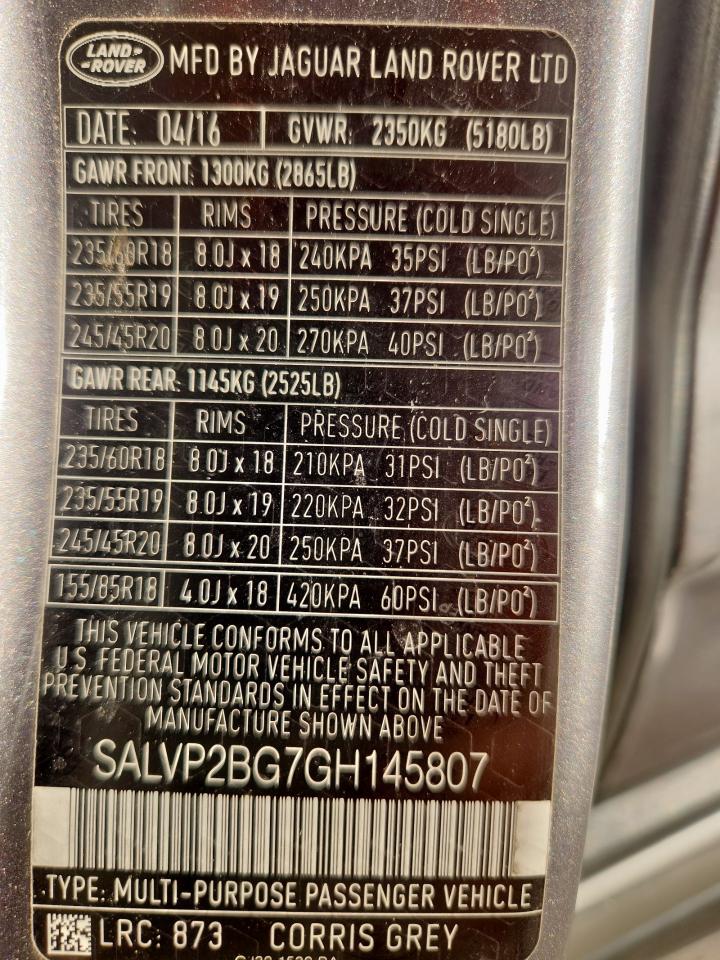 LAND-ROVER MFD BY JAGUAR LAND ROVER LTD
DATE: 04/16 GVWR: 2350KG (5180LB)
GAWR FRONT: 1300KG (2865LB)
TIRES RIMS PRESSURE (COLD SINGLE)
235/60R18 8.0J x 18 240KPA 35PSI (LB/PO²)
235/55R19 8.0J x 19 250KPA 37PSI (LB/PO²)
245/45R20 8.0J x 20 270KPA 40PSI (LB/PO²)
GAWR REAR: 1145KG (2525LB)
TIRES RIMS PRESSURE (COLD SINGLE)
235/60R18 8.0J x 18 210KPA 31PSI (LB/PO²)
235/55R19 8.0J x 19 220KPA 32PSI (LB/PO²)
245/45R20 8.0J x 20 250KPA 37PSI (LB/PO²)
155/85R18 4.0J x 18 420KPA 60PSI (LB/PO²)
THIS VEHICLE CONFORMS TO ALL APPLICABLE
U.S. FEDERAL MOTOR VEHICLE SAFETY AND THEFT
PREVENTION STANDARDS IN EFFECT ON THE DATE OF
MANUFACTURE SHOWN ABOVE
SALVP2BG7GH145807
TYPE: MULTI-PURPOSE PASSENGER VEHICLE
LRC: 873 CORRIS GREY